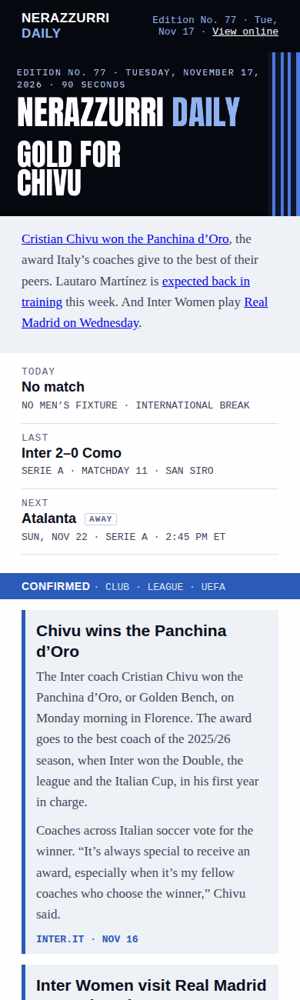 NERAZZURRI
DAILY
Edition No. 77 · Tue,
Nov 17 · View online
EDITION NO. 77 · TUESDAY, NOVEMBER 17,
2026 · 90 SECONDS
NERAZZURRI DAILY
GOLD FOR
CHIVU
Cristian Chivu won the Panchina d’Oro, the
award Italy’s coaches give to the best of their
peers. Lautaro Martínez is expected back in
training this week. And Inter Women play Real
Madrid on Wednesday.
TODAY
No match
NO MEN’S FIXTURE · INTERNATIONAL BREAK
LAST
Inter 2–0 Como
SERIE A · MATCHDAY 11 · SAN SIRO
NEXT
Atalanta AWAY
SUN, NOV 22 · SERIE A · 2:45 PM ET
CONFIRMED · CLUB · LEAGUE · UEFA
Chivu wins the Panchina
d’Oro
The Inter coach Cristian Chivu won the
Panchina d’Oro, or Golden Bench, on
Monday morning in Florence. The award
goes to the best coach of the 2025/26
season, when Inter won the Double, the
league and the Italian Cup, in his first year
in charge.
Coaches across Italian soccer vote for the
winner. “It’s always special to receive an
award, especially when it’s my fellow
coaches who choose the winner,” Chivu
said.
INTER.IT · NOV 16
Inter Women visit Real Madrid